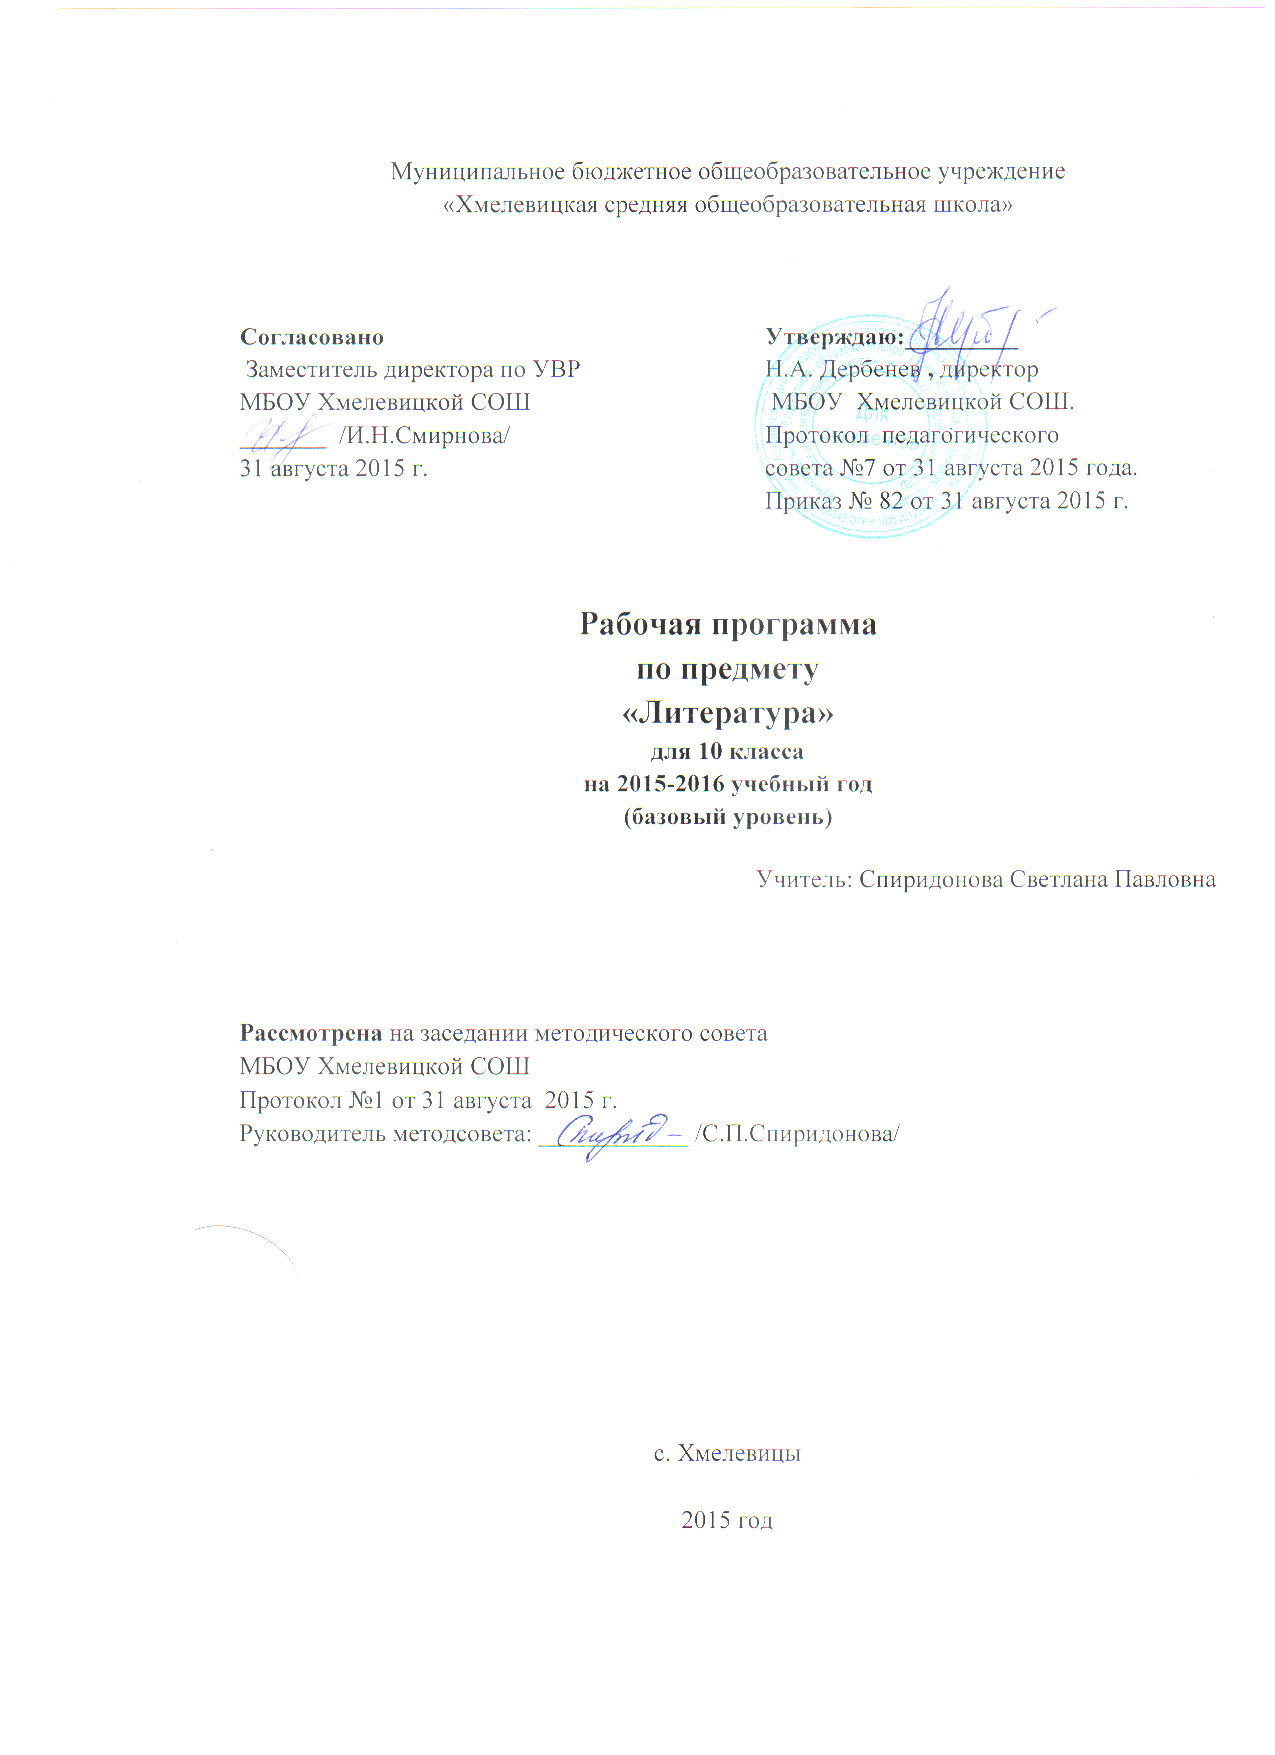 Муниципальное бюджетное общеобразовательное учреждение
«Хмелевицкая средняя общеобразовательная школа»
Согласовано
Заместитель директора по УВР
МБОУ Хмелевицкой СОШ
/И.Н.Смирнова/
31 августа 2015 г.
Утверждаю:
Н.А. Дербенев , директор
МБОУ Хмелевицкой СОШ.
Протокол педагогического
совета №7 от 31 августа 2015 года.
Приказ № 82 от 31 августа 2015 г.
Для
Рабочая программа
по предмету
«Литература»
для 10 класса
на 2015-2016 учебный год
(базовый уровень)
Учитель: Спиридонова Светлана Павловна
Рассмотрена на заседании методического совета
МБОУ Хмелевицкой СОШ
Протокол №1 от 31 августа 2015 г.
Руководитель методсовета: /С.П.Спиридонова/
с. Хмелевицы
2015 год